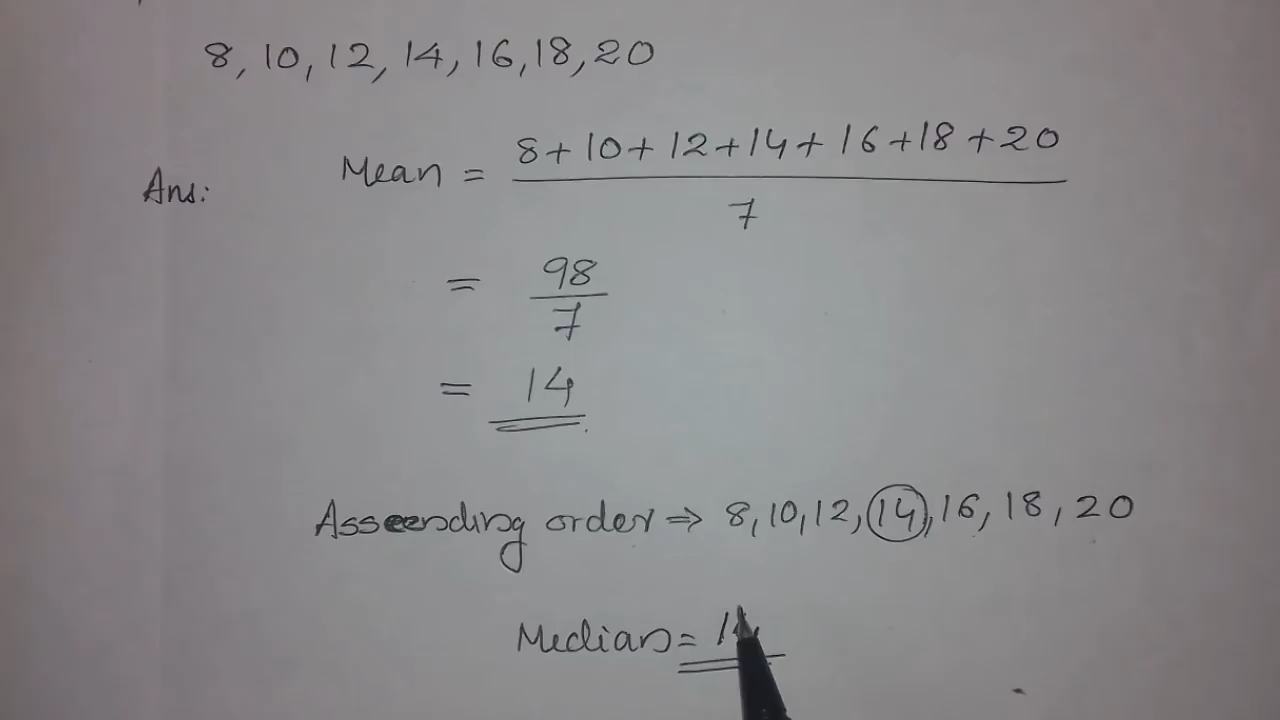 8, 10, 12, 14, 16, 18, 20
Ans:
Mean = 8+10+12+14+16+18+20
7
= 98
7
= 14
Asseending order ⇒ 8, 10, 12, 14, 16, 18, 20
Median =